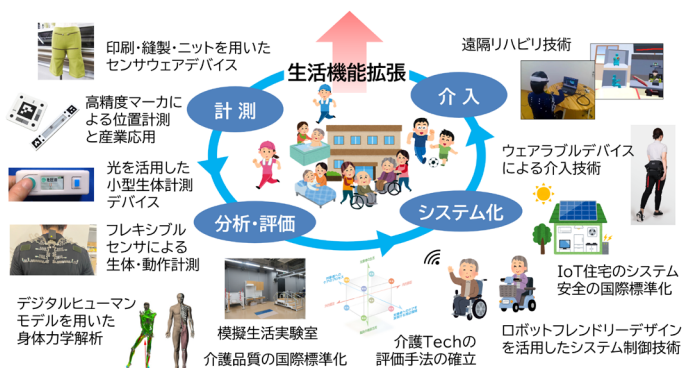 生活機能拡張
計 測
介 入
分析・評価
システム化
印刷・縫製・ニットを用いた
センサウェアデバイス
高精度マーカに
よる位置計測
と産業応用
光を活用した
小型生体計測
デバイス
フレキシブル
センサによる
生体・動作計測
デジタルヒューマン
モデルを用いた
身体力学解析
模擬生活実験室
介護品質の国際標準化
介護Techの
評価手法の確立
遠隔リハビリ技術
ウェアラブルデバイス
による介入技術
IoT住宅のシステム
安全の国際標準化
ロボットフレンドリーデザイン
を活用したシステム制御技術